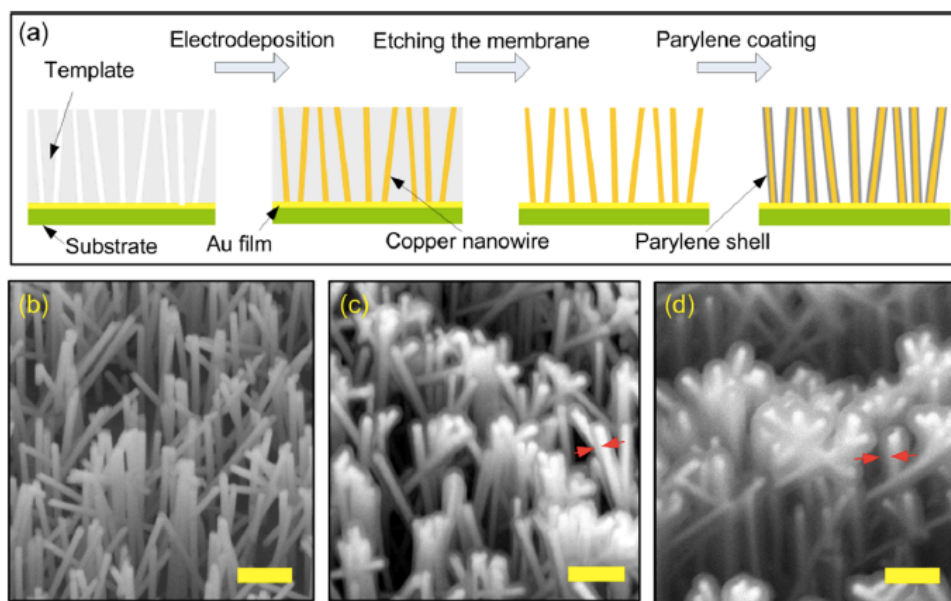 (a)
Electrodeposition
Etching the membrane
Parylene coating
Template
Substrate
Au film
Copper nanowire
Parylene shell
(b)
(c)
(d)